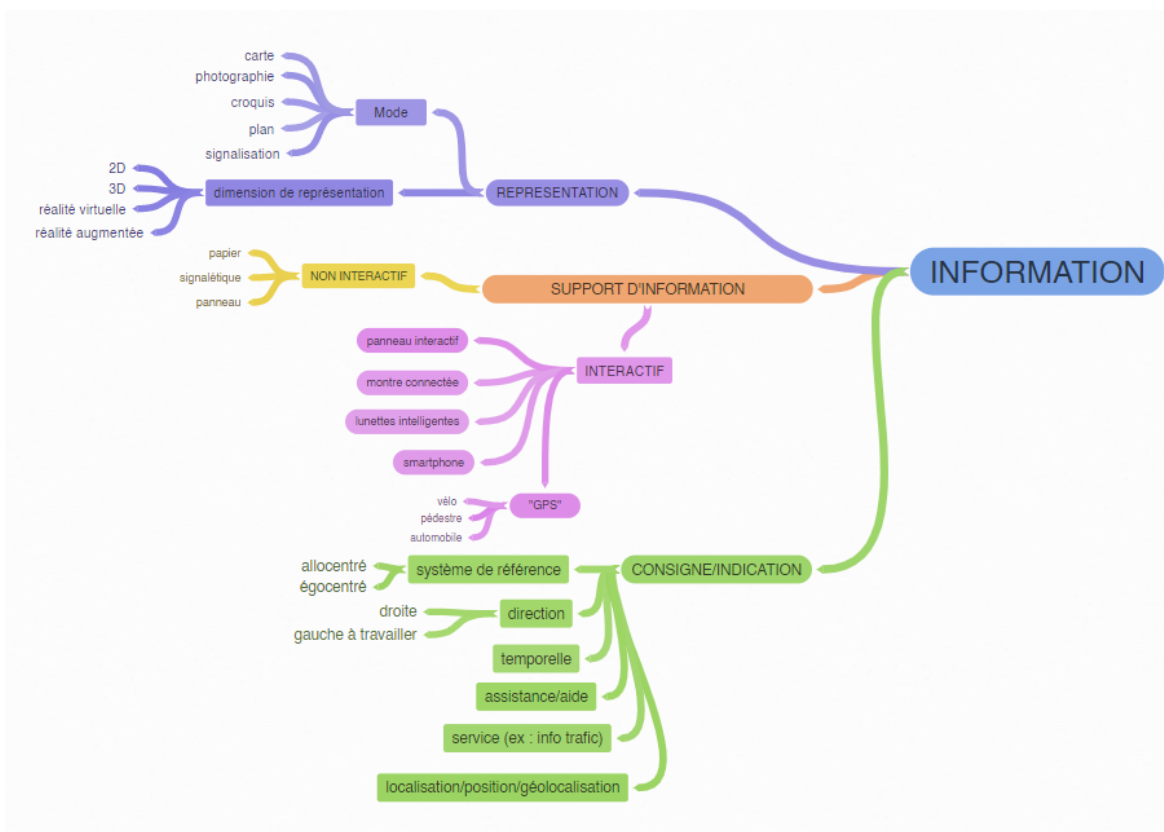 carte
photographie
croquis
plan
signalisation
Mode
2D
3D
réalité virtuelle
réalité augmentée
dimension de représentation
REPRESENTATION
INFORMATION
papier
signalétique
panneau
NON INTERACTIF
SUPPORT D'INFORMATION
panneau interactif
montre connectée
lunettes intelligentes
smartphone
INTERACTIF
vélo
pédestre
automobile
"GPS"
allocentré
égocentré
système de référence
CONSIGNE/INDICATION
droite
gauche à travailler
direction
temporelle
assistance/aide
service (ex : info trafic)
localisation/position/géolocalisation